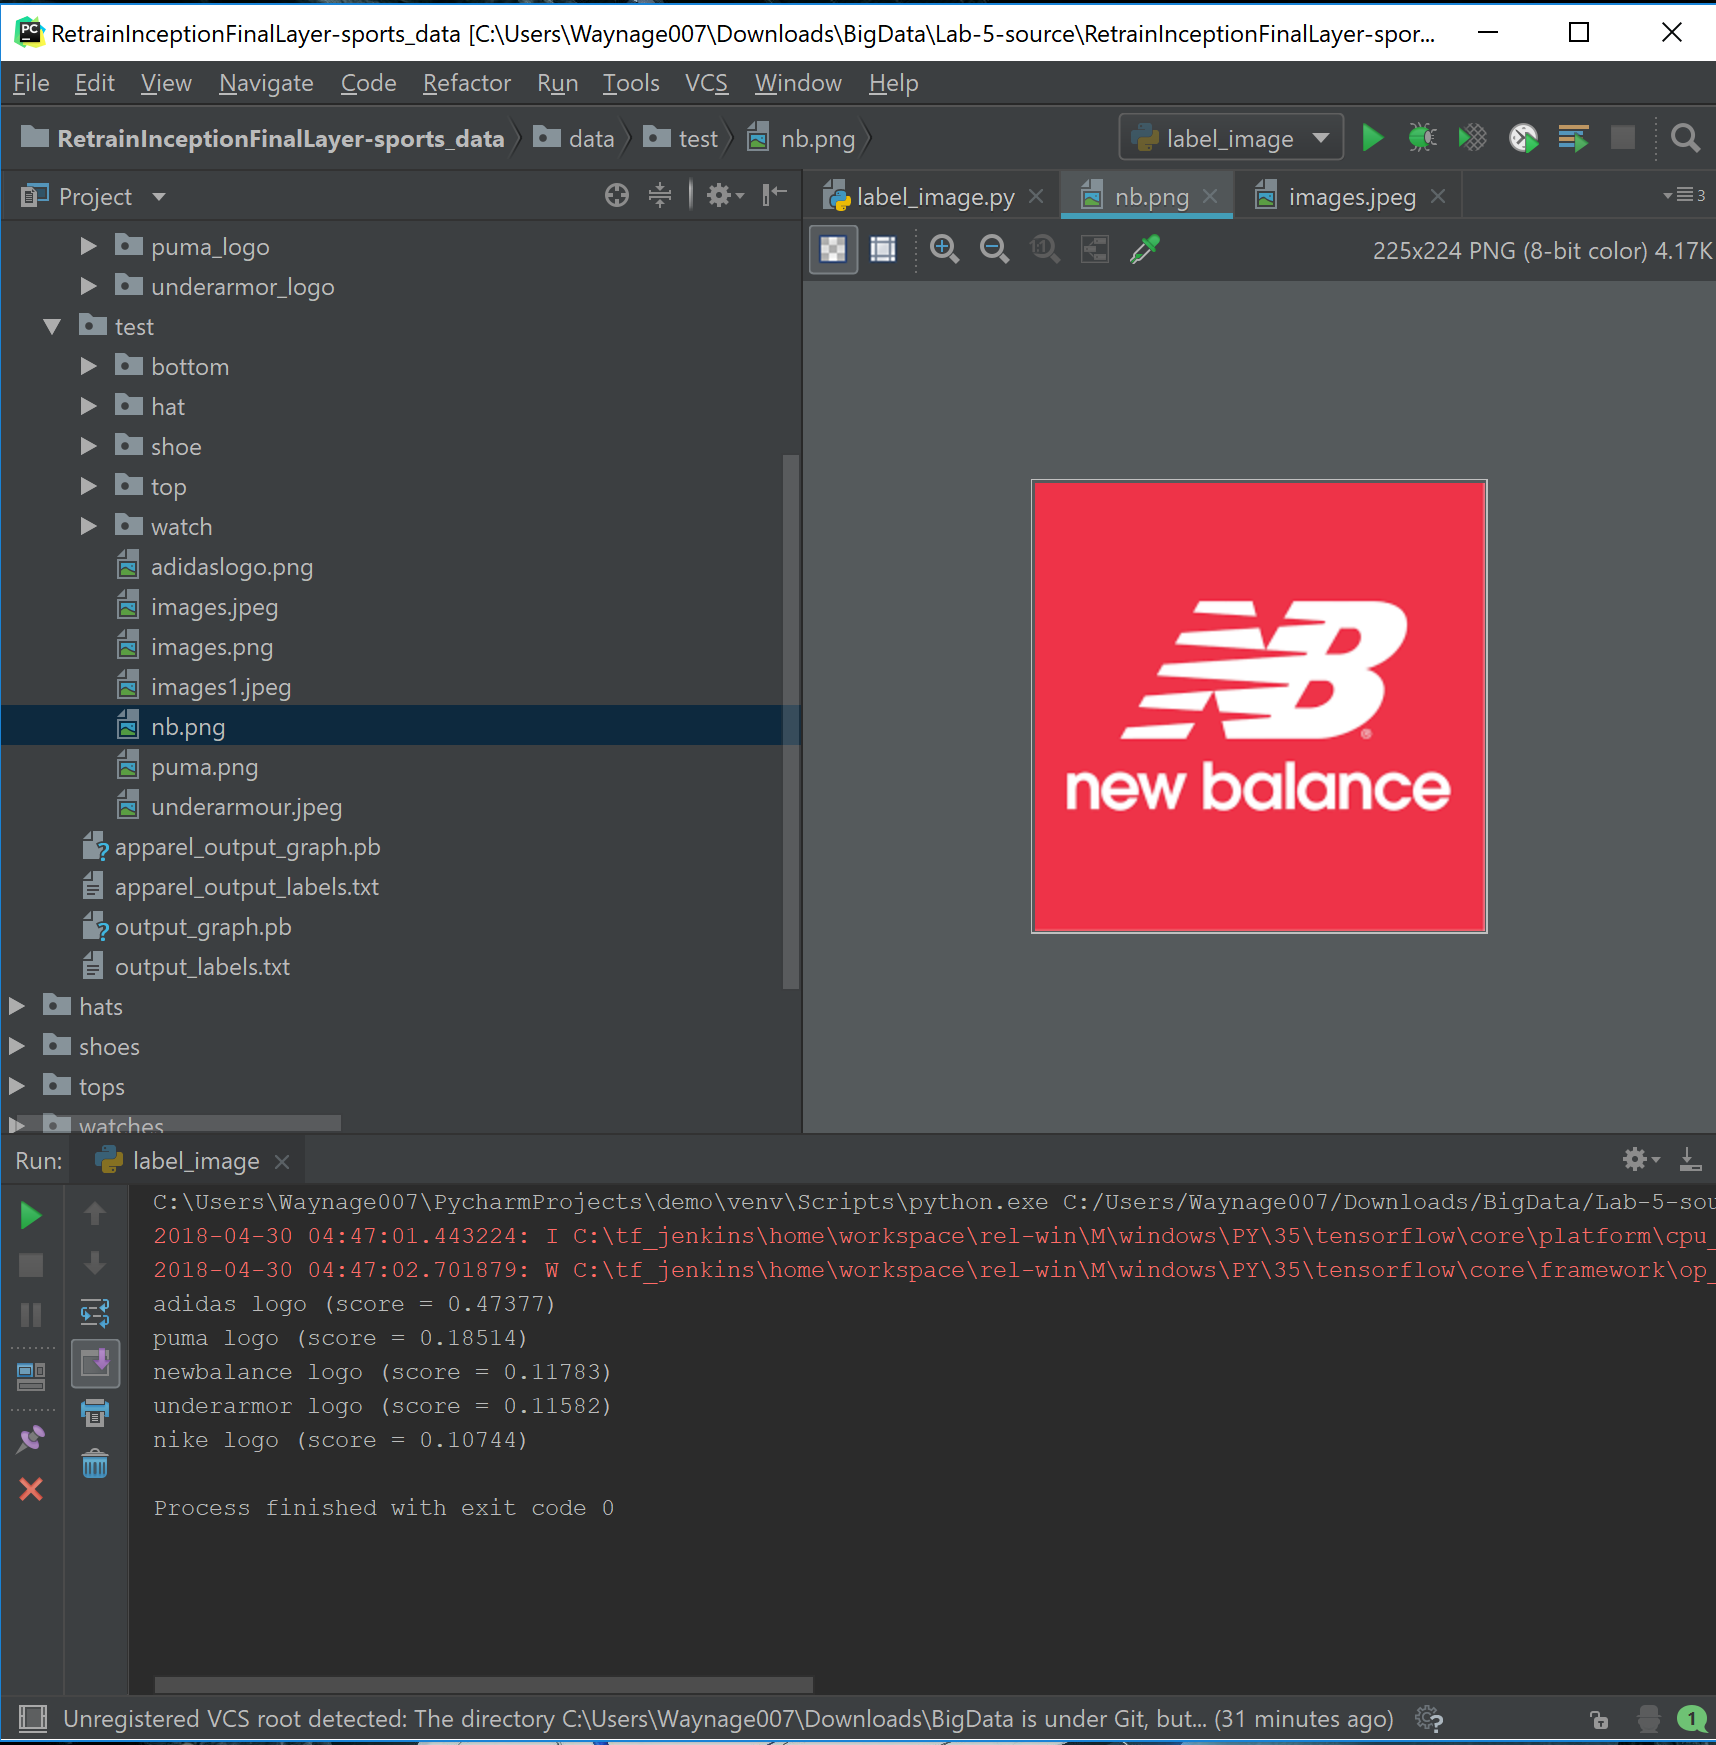 RetrainInceptionFinalLayer-sports_data [C:\Users\Waynage007\Downloads\BigData\Lab-5-source\RetrainInceptionFinalLayer-spor...
File Edit View Navigate Code Refactor Run Tools VCS Window Help
RetrainInceptionFinalLayer-sports_data data test nb.png label_image
Project
label_image.py nb.png images.jpeg 3
1:1
225x224 PNG (8-bit color) 4.17K
puma_logo
underarmor_logo
test
bottom
hat
shoe
top
watch
adidaslogo.png
images.jpeg
images.png
images1.jpeg
nb.png
puma.png
underarmour.jpeg
apparel_output_graph.pb
apparel_output_labels.txt
output_graph.pb
output_labels.txt
hats
shoes
tops
watches
NB
new balance
Run: label_image
C:\Users\Waynage007\PycharmProjects\demo\venv\Scripts\python.exe C:/Users/Waynage007/Downloads/BigData/Lab-5-sou
2018-04-30 04:47:01.443224: I C:\tf_jenkins\home\workspace\rel-win\M\windows\PY\35\tensorflow\core\platform\cpu_
2018-04-30 04:47:02.701879: W C:\tf_jenkins\home\workspace\rel-win\M\windows\PY\35\tensorflow\core\framework\op_
adidas logo (score = 0.47377)
puma logo (score = 0.18514)
newbalance logo (score = 0.11783)
underarmor logo (score = 0.11582)
nike logo (score = 0.10744)
Process finished with exit code 0
Unregistered VCS root detected: The directory C:\Users\Waynage007\Downloads\BigData is under Git, but... (31 minutes ago) 1